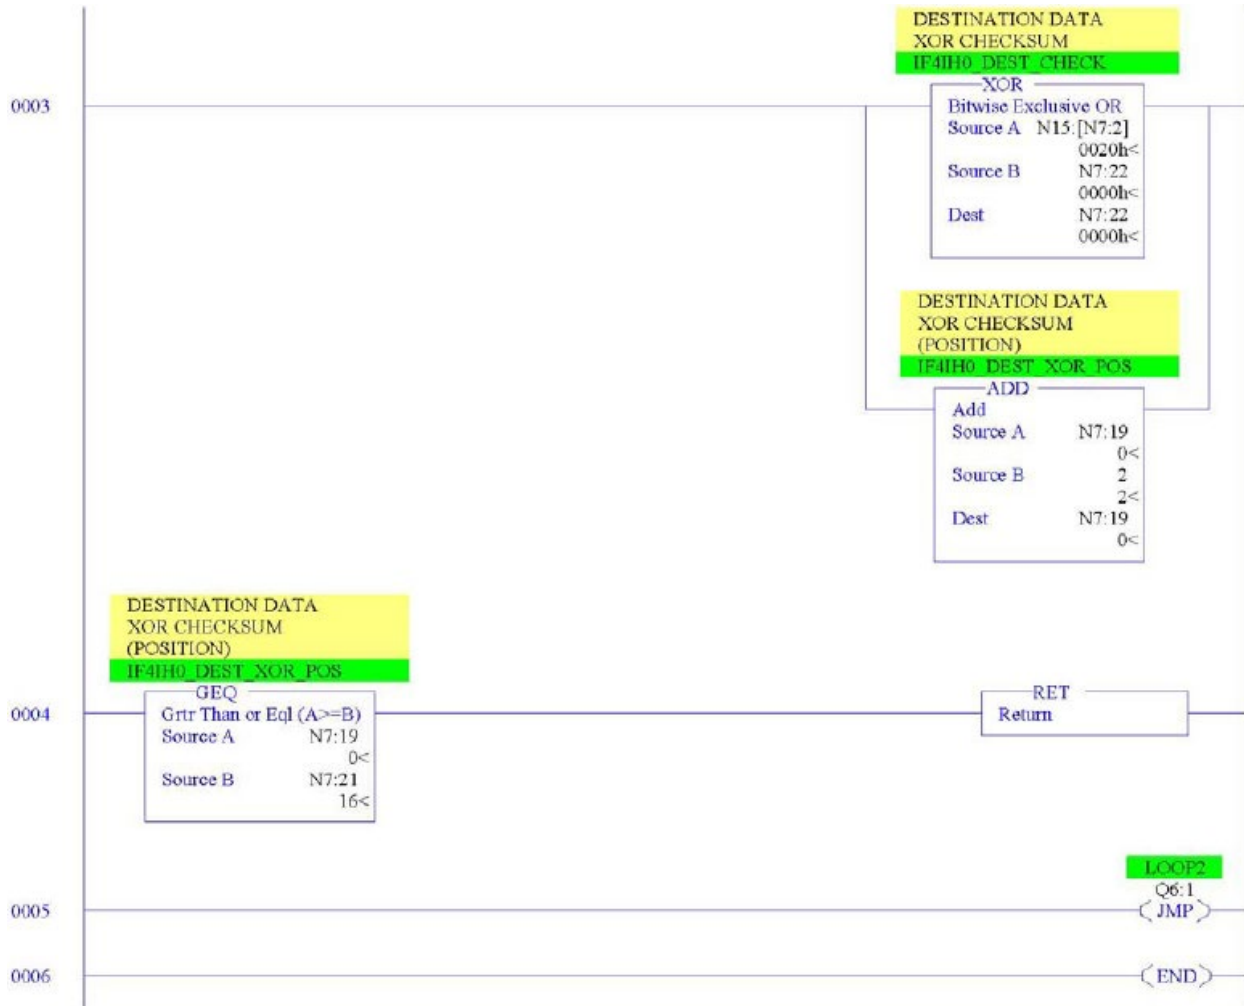 DESTINATION DATA
XOR CHECKSUM
IF4IH0_DEST_CHECK
XOR
0003
Bitwise Exclusive OR
Source A N15:[N7:2]
0020h<
Source B N7:22
0000h<
Dest N7:22
0000h<
DESTINATION DATA
XOR CHECKSUM
(POSITION)
IF4IH0_DEST_XOR_POS
ADD
Add
Source A N7:19
0<
Source B 2
2<
Dest N7:19
0<
DESTINATION DATA
XOR CHECKSUM
(POSITION)
IF4IH0_DEST_XOR_POS
GEQ
0004
Grtr Than or Eql (A>=B)
Source A N7:19
0<
Source B N7:21
16<
RET
Return
LOOP2
Q6:1
0005
JMP
0006
END